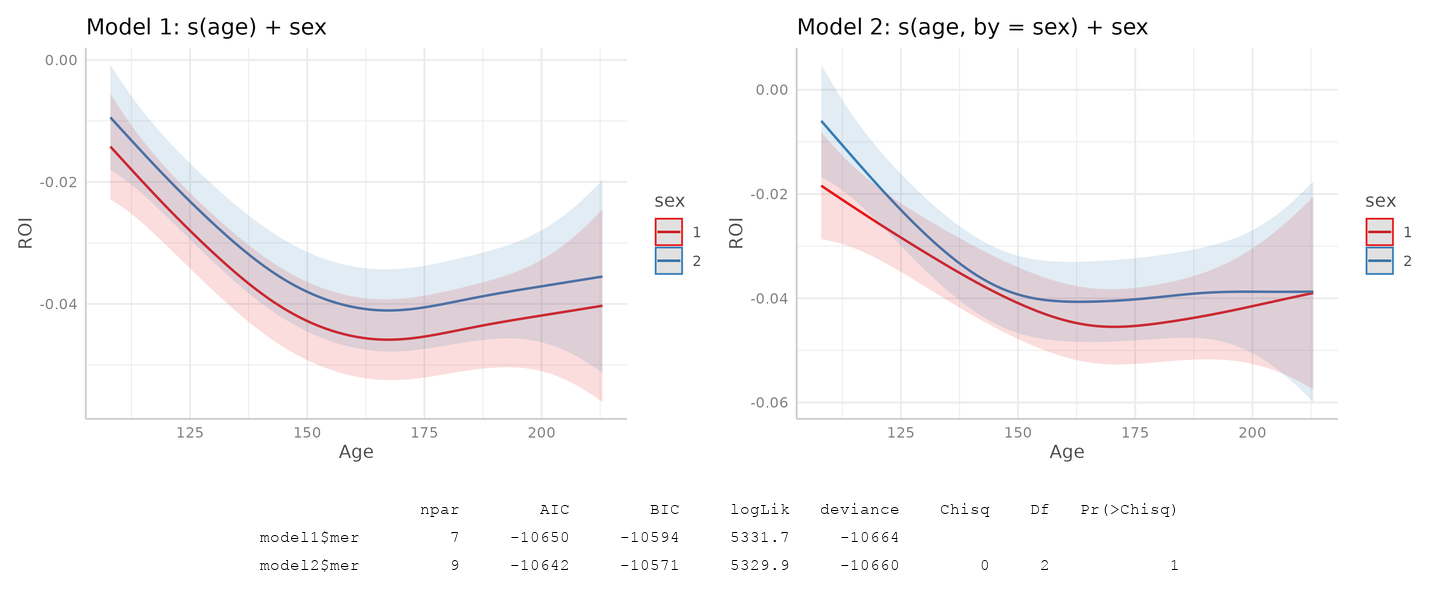 Model 1: s(age) + sex
0.00
-0.02
-0.04
ROI
125 150 175 200
Age
sex
1
2
Model 2: s(age, by = sex) + sex
0.00
-0.02
-0.04
-0.06
ROI
125 150 175 200
Age
sex
1
2
npar AIC BIC logLik deviance Chisq Df Pr(>Chisq)
model1$mer 7 -10650 -10594 5331.7 -10664
model2$mer 9 -10642 -10571 5329.9 -10660 0 2 1